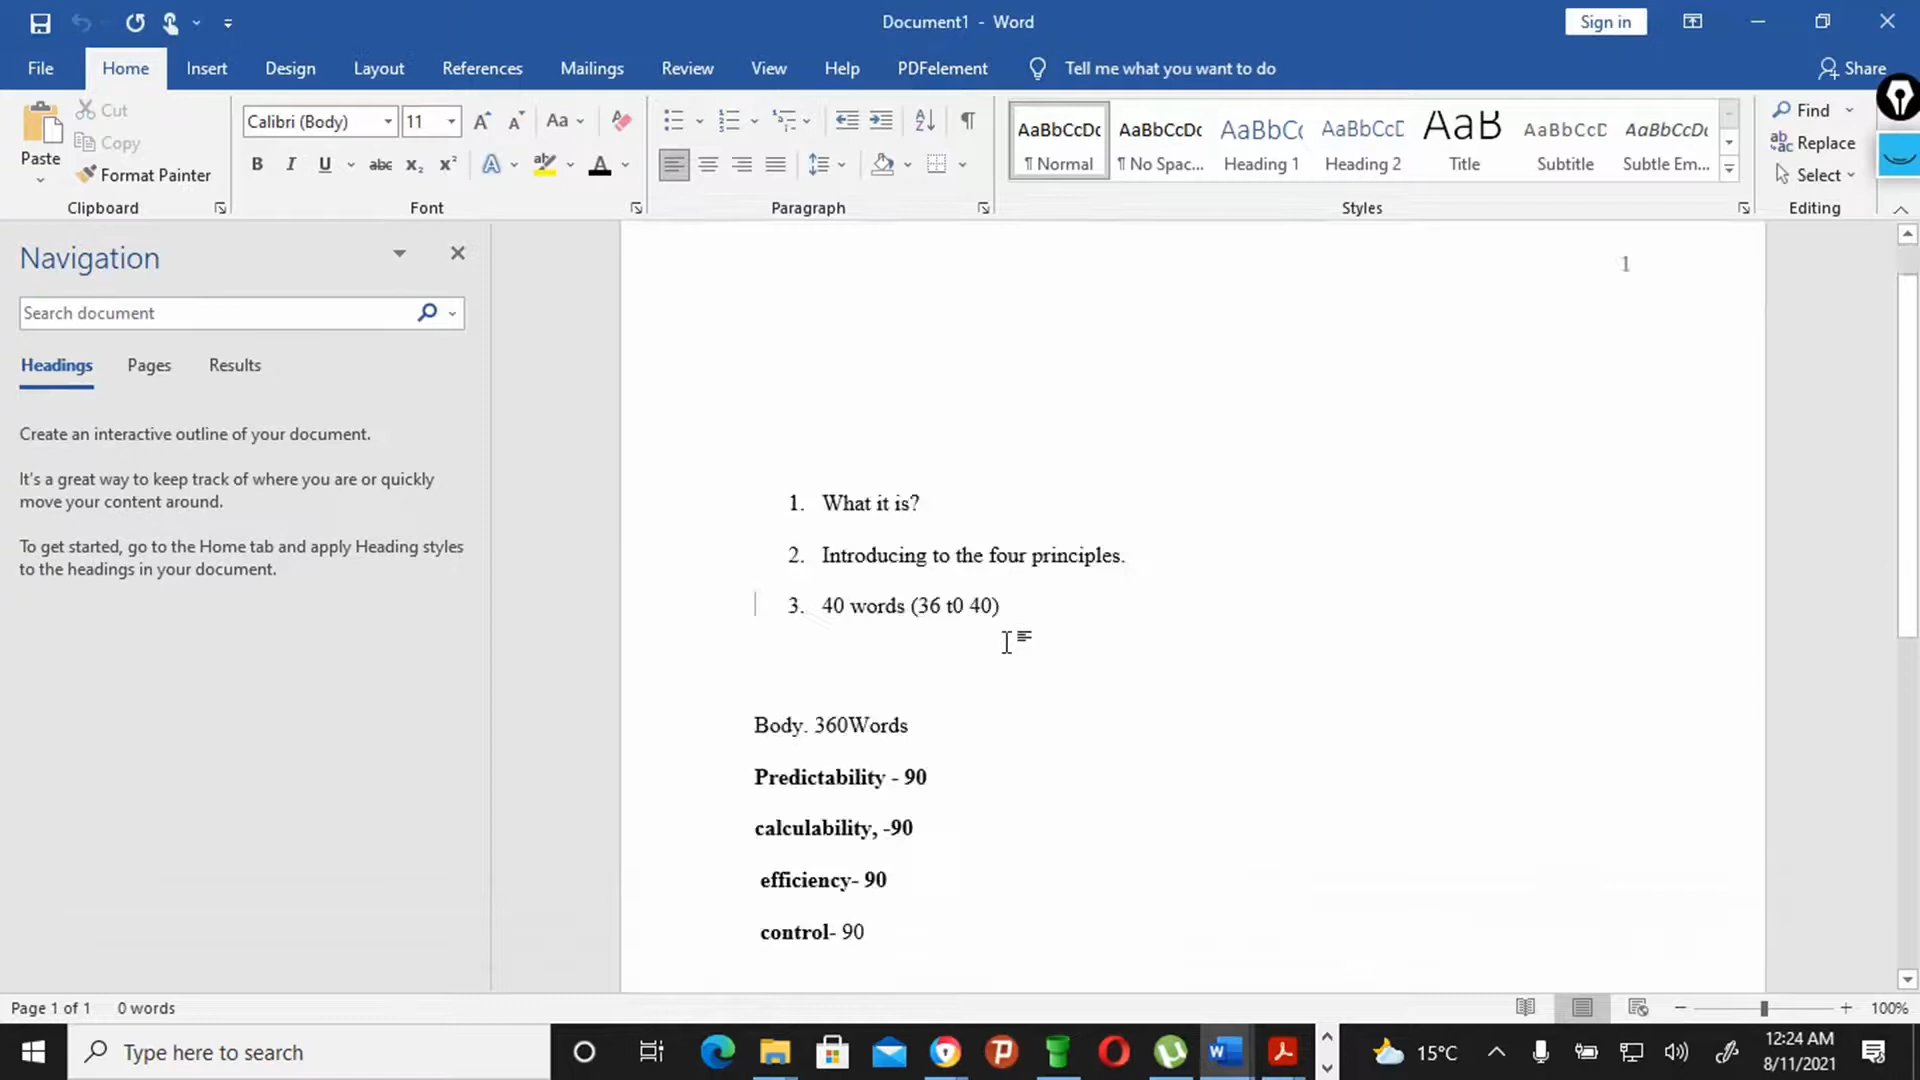 Document1 - Word
Sign in
File Home Insert Design Layout References Mailings Review View Help PDFelement Tell me what you want to do Share
Paste
Cut
Copy
Format Painter
Clipboard
Calibri (Body) 11
Font
Paragraph
AaBbCcDc AaBbCcDc AaBbCc AaBbCcD AaB AaBbCcD AaBbCcDc
¶ Normal ¶ No Spac... Heading 1 Heading 2 Title Subtitle Subtle Em...
Styles
Find
Replace
Select
Editing
Navigation
Search document
Headings Pages Results
Create an interactive outline of your document.
It's a great way to keep track of where you are or quickly
move your content around.
To get started, go to the Home tab and apply Heading styles
to the headings in your document.
1
1. What it is?
2. Introducing to the four principles.
3. 40 words (36 t0 40)
Body. 360Words
Predictability - 90
calculability, -90
efficiency- 90
control- 90
Page 1 of 1 0 words
100%
Type here to search
15°C
12:24 AM
8/11/2021